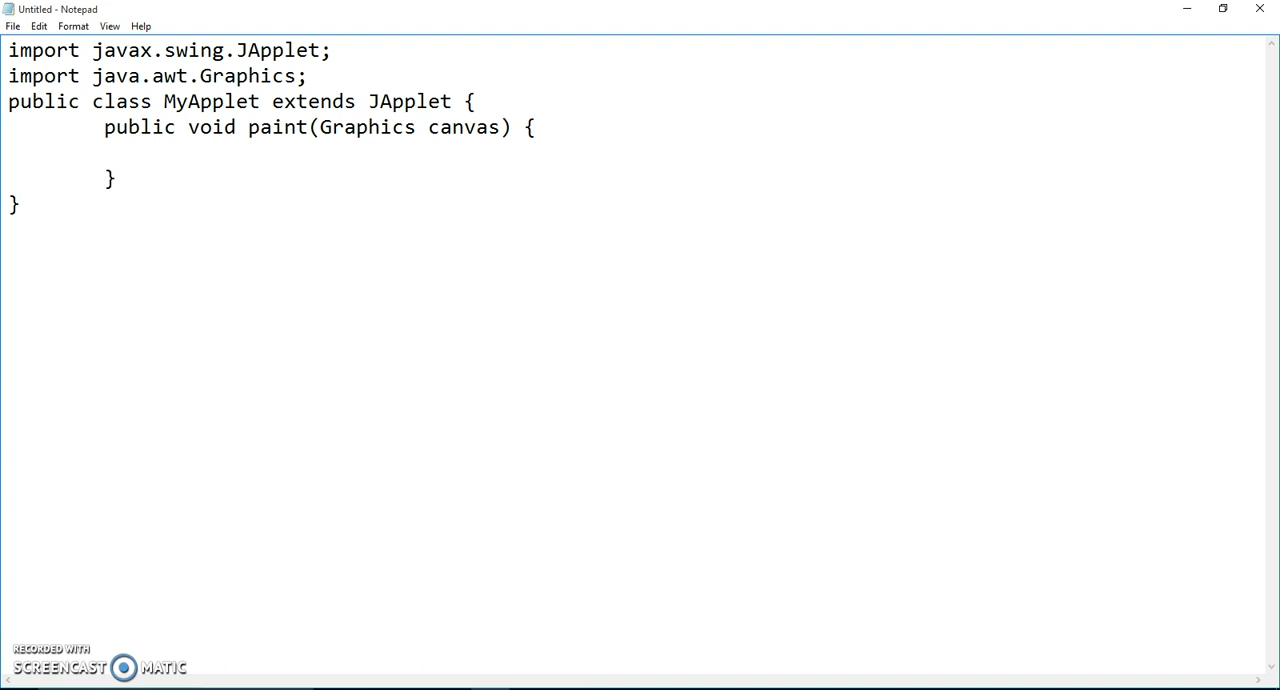 Untitled - Notepad
File Edit Format View Help
import javax.swing.JApplet;
import java.awt.Graphics;
public class MyApplet extends JApplet {
        public void paint(Graphics canvas) {
        }
}
RECORDED WITH
SCREENCAST MATIC